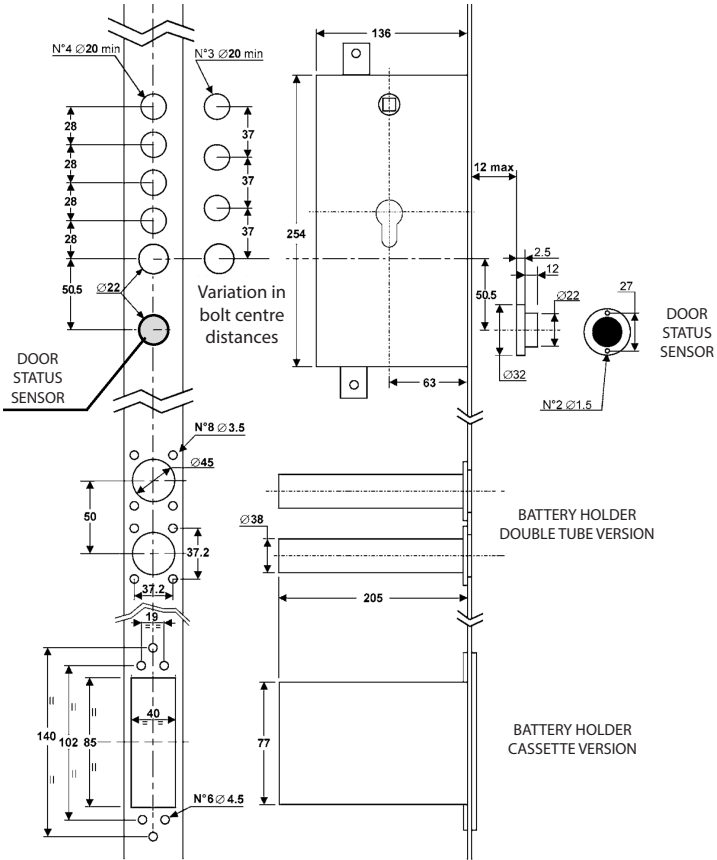 136
N°4 ∅20 min
N°3 ∅20 min
28
28
28
28
50.5
37
37
37
∅22
Variation in
bolt centre
distances
DOOR
STATUS
SENSOR
254
12 max
50.5
2.5
12
∅22
27
∅32
N°2 ∅1.5
DOOR
STATUS
SENSOR
63
N°8 ∅3.5
∅45
50
37.2
37.2
∅38
205
BATTERY HOLDER
DOUBLE TUBE VERSION
19
= =
40
= =
140
=
=
102
=
=
85
=
=
N°6 ∅4.5
77
BATTERY HOLDER
CASSETTE VERSION